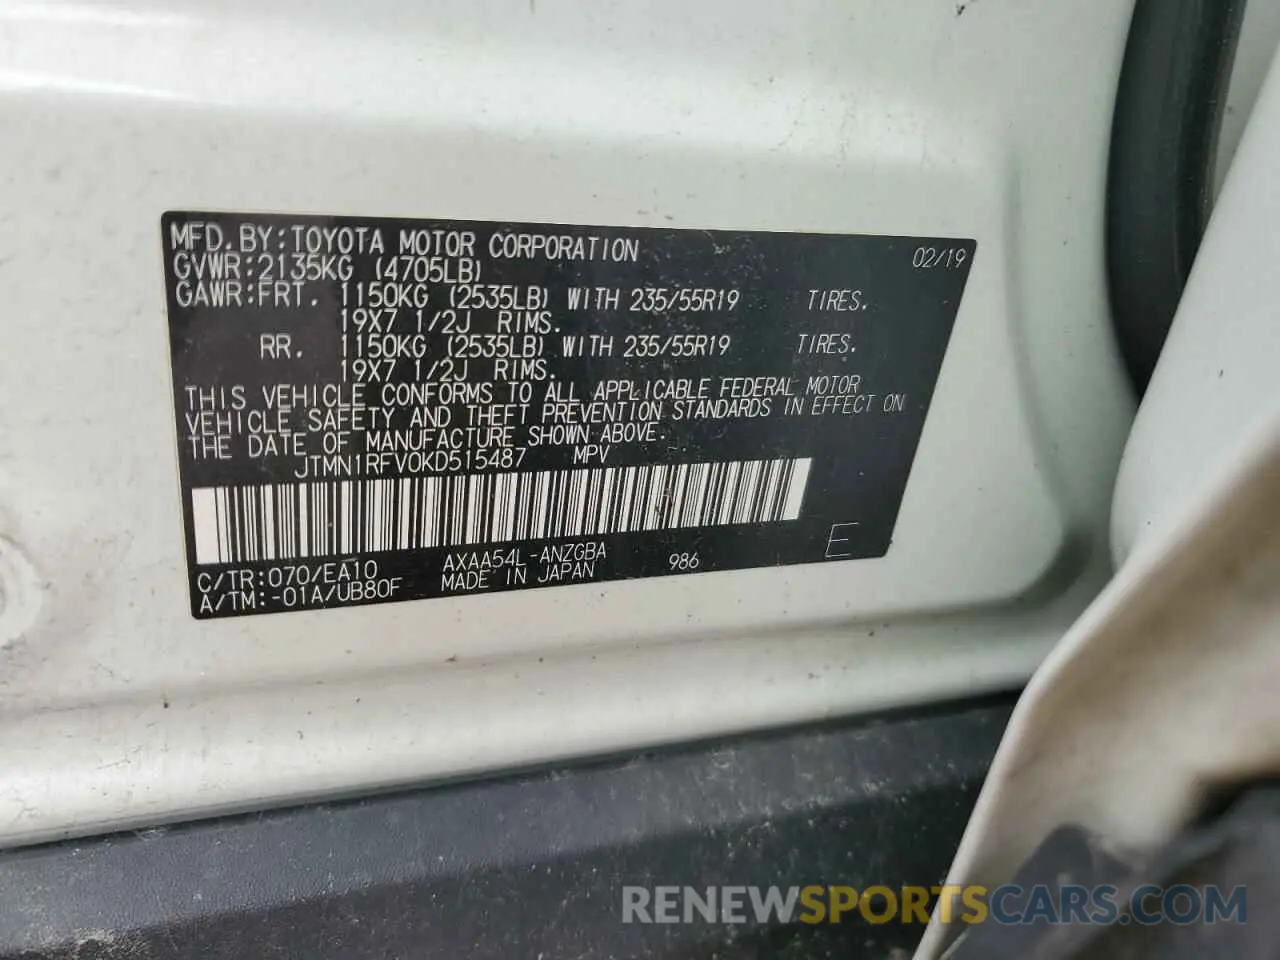 MFD.BY:TOYOTA MOTOR CORPORATION 02/19
GVWR:2135KG (4705LB)
GAWR:FRT. 1150KG (2535LB) WITH 235/55R19 TIRES.
19X7 1/2J RIMS.
RR. 1150KG (2535LB) WITH 235/55R19 TIRES.
19X7 1/2J RIMS.
THIS VEHICLE CONFORMS TO ALL APPLICABLE FEDERAL MOTOR
VEHICLE SAFETY AND THEFT PREVENTION STANDARDS IN EFFECT ON
THE DATE OF MANUFACTURE SHOWN ABOVE.
JTMN1RFV0KD515487 MPV
C/TR:070/EA10 AXAA54L-ANZGBA 986 E
A/TM:-01A/UB80F MADE IN JAPAN
RENEWSPORTSCARS.COM